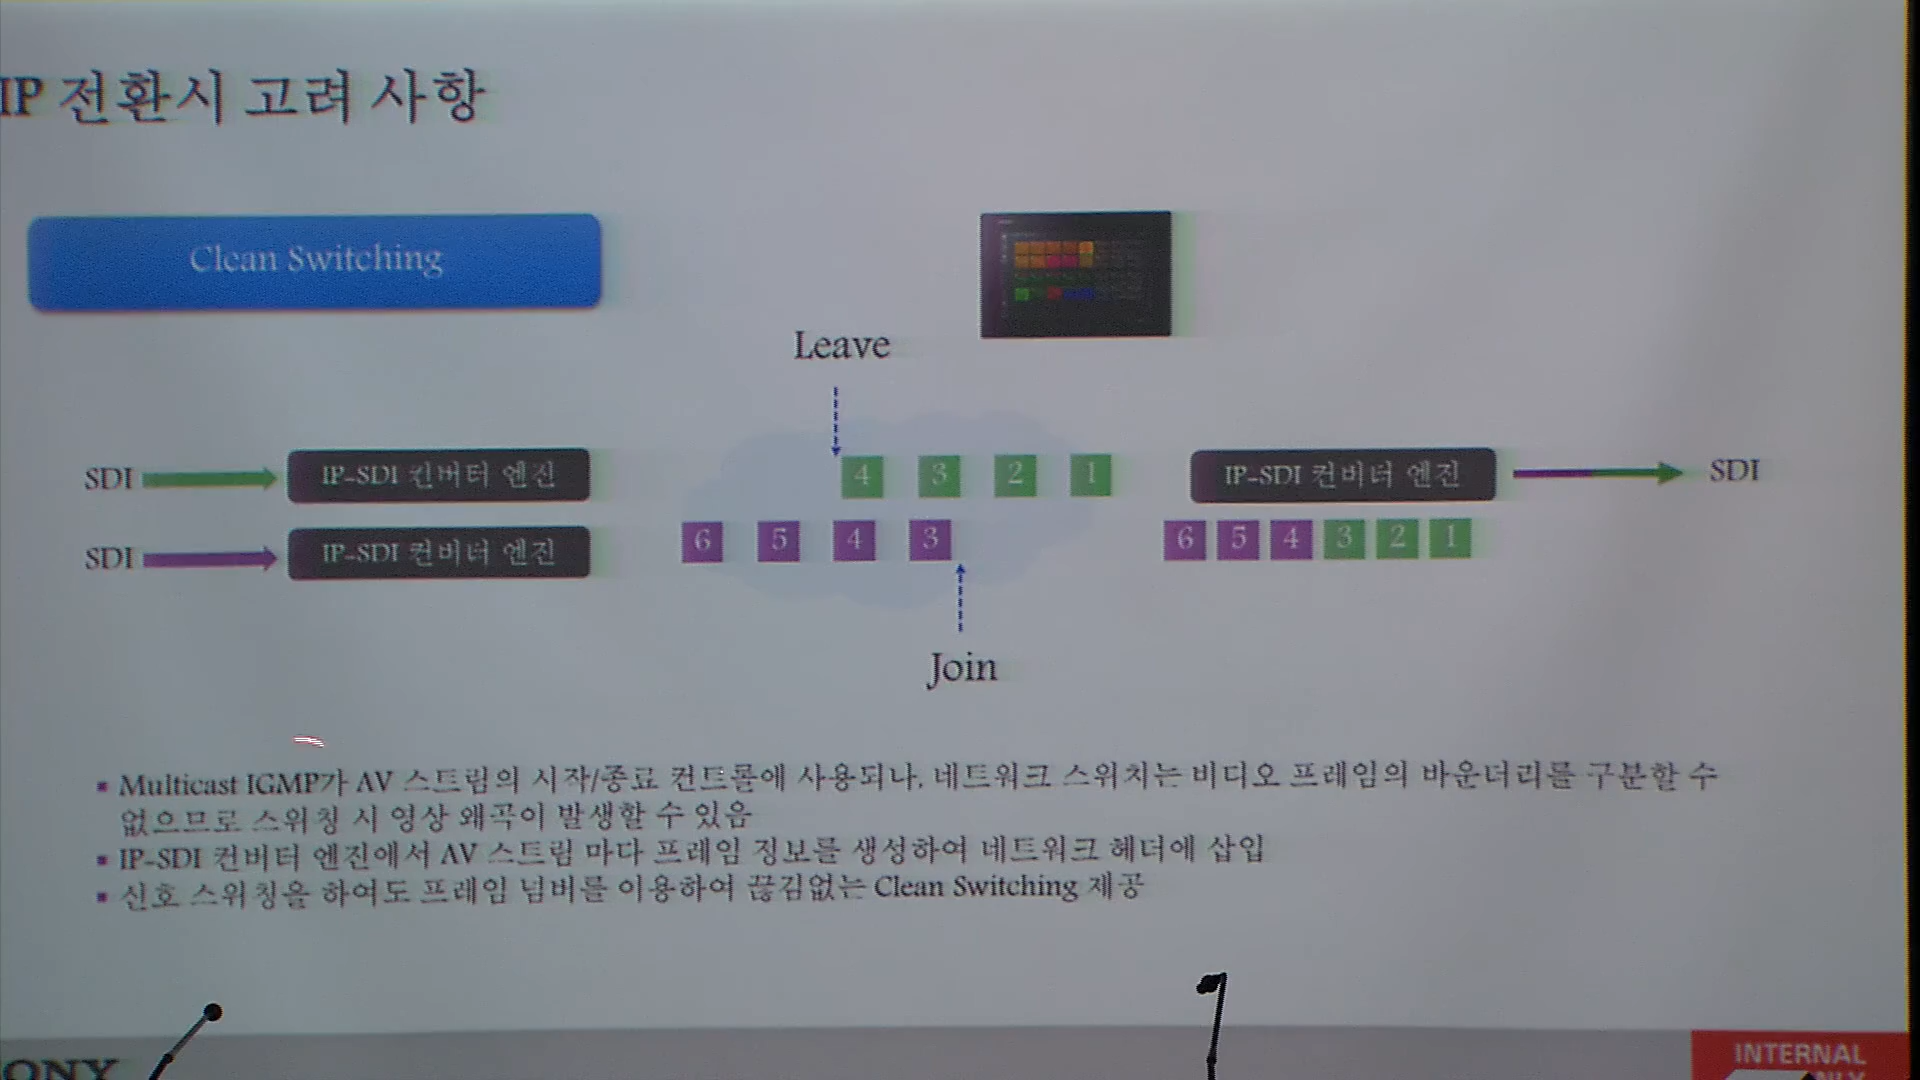 IP 전환시 고려 사항
Clean Switching
Leave
SDI
IP-SDI 컨버터 엔진
4 3 2 1
IP-SDI 컨버터 엔진
SDI
SDI
IP-SDI 컨버터 엔진
6 5 4 3
6 5 4 3 2 1
Join
▪ Multicast IGMP가 AV 스트림의 시작/종료 컨트롤에 사용되나, 네트워크 스위치는 비디오 프레임의 바운더리를 구분할 수
없으므로 스위칭 시 영상 왜곡이 발생할 수 있음
▪ IP-SDI 컨버터 엔진에서 AV 스트림 마다 프레임 정보를 생성하여 네트워크 헤더에 삽입
▪ 신호 스위칭을 하여도 프레임 넘버를 이용하여 끊김없는 Clean Switching 제공
ONY
INTERNAL